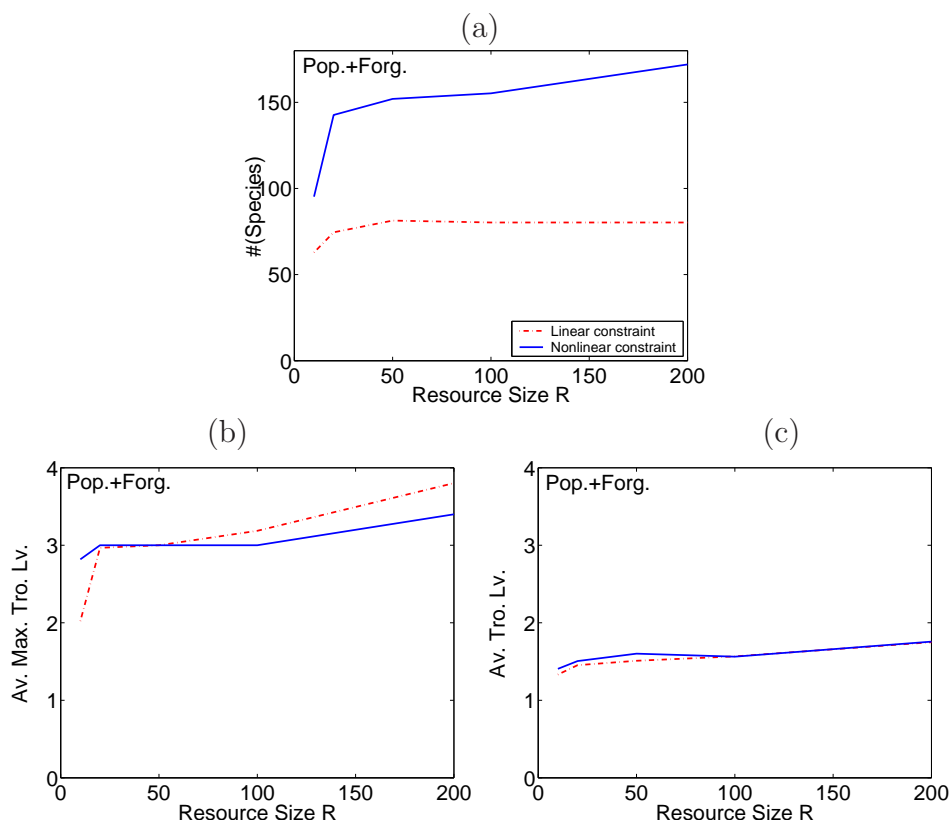 (a)
Pop.+Forg.
150
100
50
0
#(Species)
Linear constraint
Nonlinear constraint
0 50 100 150 200
Resource Size R
(b)
Pop.+Forg.
4
3
2
1
0
Av. Max. Tro. Lv.
0 50 100 150 200
Resource Size R
(c)
Pop.+Forg.
4
3
2
1
0
Av. Tro. Lv.
0 50 100 150 200
Resource Size R